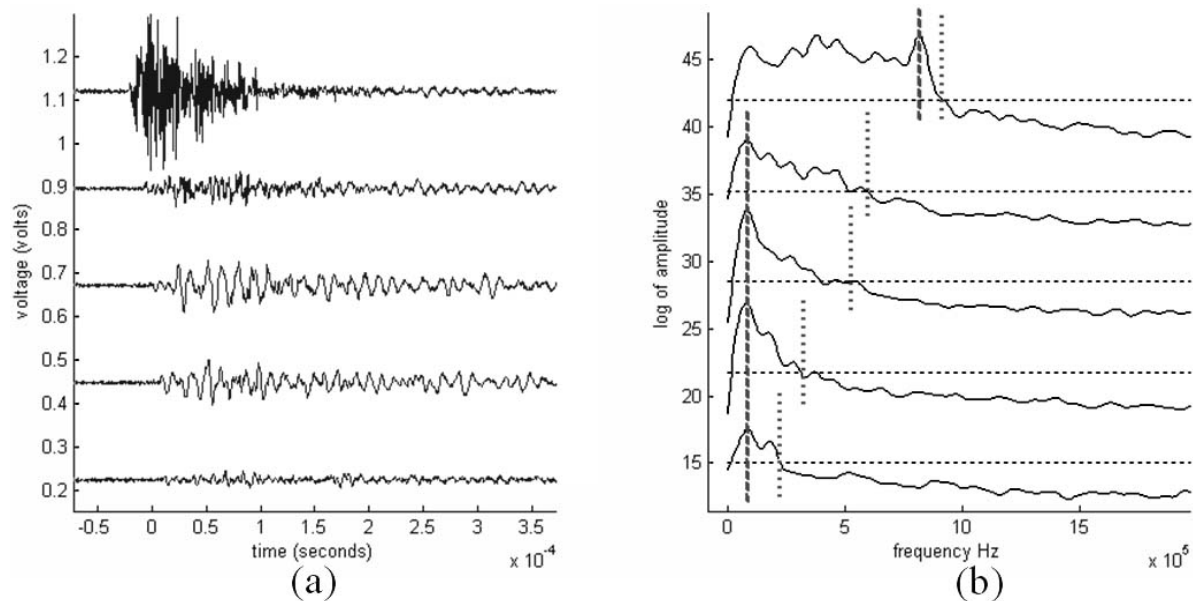 1.2
1.1
1
0.9
0.8
0.7
0.6
0.5
0.4
0.3
0.2
voltage (volts)
-0.5 0 0.5 1 1.5 2 2.5 3 3.5
time (seconds)
x 10^-4
(a)
45
40
35
30
25
20
15
log of amplitude
0 5 10 15
frequency Hz
x 10^5
(b)